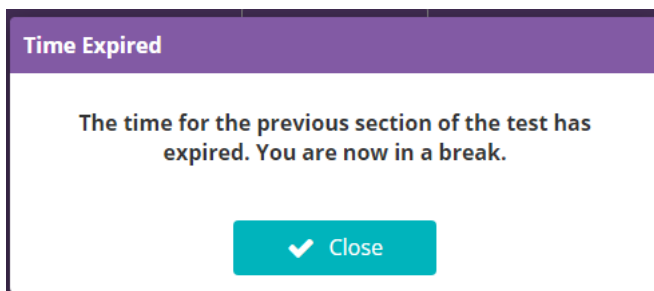 Time Expired
The time for the previous section of the test has
expired. You are now in a break.
Close